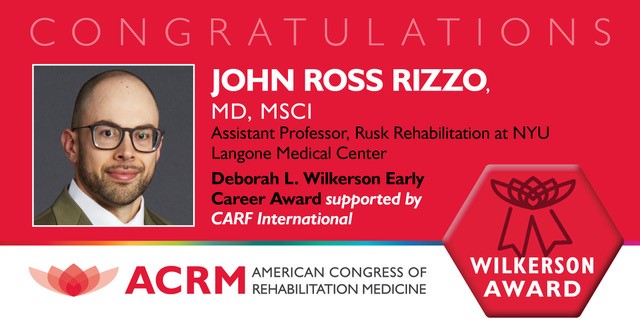 CONGRATULATIONS
JOHN ROSS RIZZO,
MD, MSCI
Assistant Professor, Rusk Rehabilitation at NYU
Langone Medical Center
Deborah L. Wilkerson Early
Career Award supported by
CARF International
WILKERSON
AWARD
ACRM
AMERICAN CONGRESS OF
REHABILITATION MEDICINE